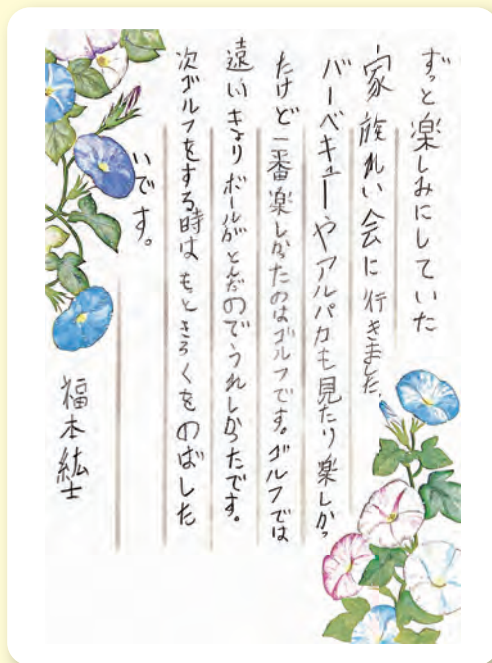 ずっと楽しみにしていた
家族れい会に行きました。
バーベキューやアルパカも見たり楽しかっ
たけど一番楽しかったのはゴルフです。ゴルフでは
遠いきょりボールがとんだのでうれしかったです。
次ゴルフをする時はもときろくをのばした
いです。
福本紘士